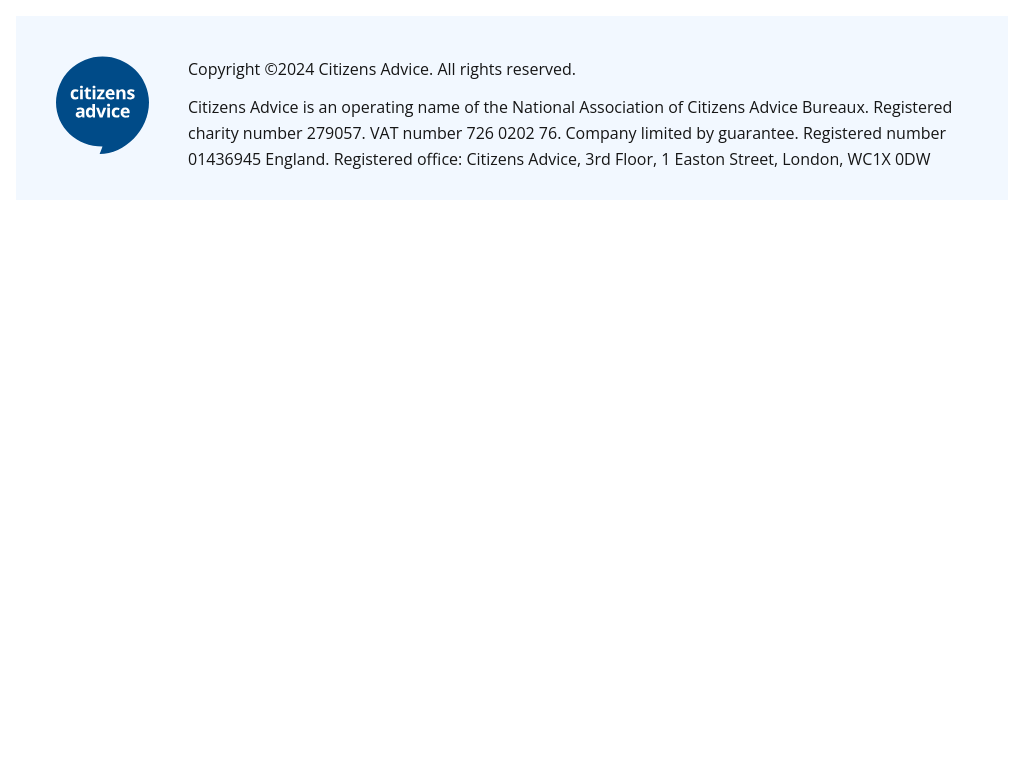 citizens
advice
Copyright ©2024 Citizens Advice. All rights reserved.
Citizens Advice is an operating name of the National Association of Citizens Advice Bureaux. Registered
charity number 279057. VAT number 726 0202 76. Company limited by guarantee. Registered number
01436945 England. Registered office: Citizens Advice, 3rd Floor, 1 Easton Street, London, WC1X 0DW